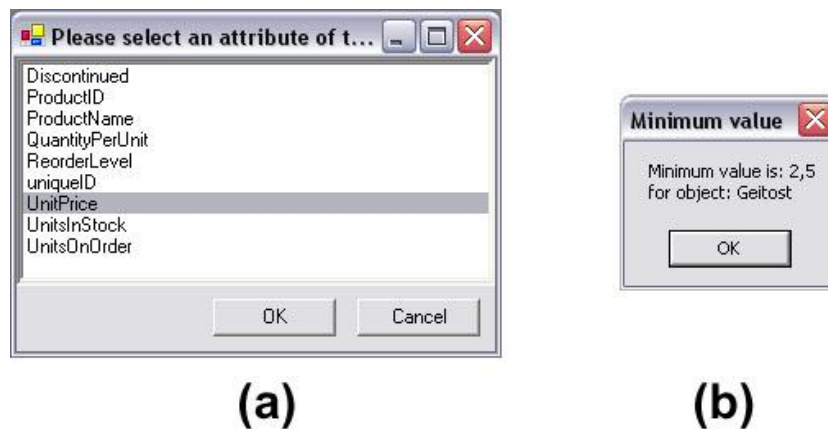 Please select an attribute of t...
Discontinued
ProductID
ProductName
QuantityPerUnit
ReorderLevel
uniqueID
UnitPrice
UnitsInStock
UnitsOnOrder
OK Cancel
(a)
Minimum value
Minimum value is: 2,5
for object: Geitost
OK
(b)